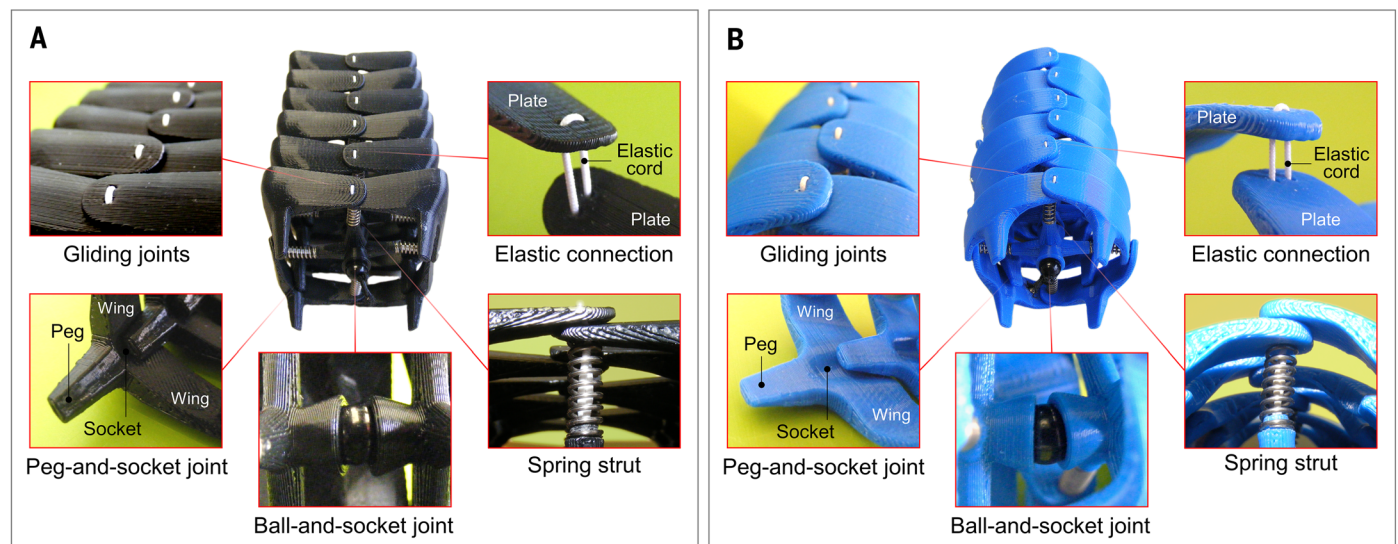 A
Plate
Elastic
cord
Plate
Gliding joints
Elastic connection
Wing
Peg
Wing
Socket
Peg-and-socket joint
Spring strut
Ball-and-socket joint
B
Plate
Elastic
cord
Plate
Gliding joints
Elastic connection
Wing
Peg
Wing
Socket
Peg-and-socket joint
Spring strut
Ball-and-socket joint